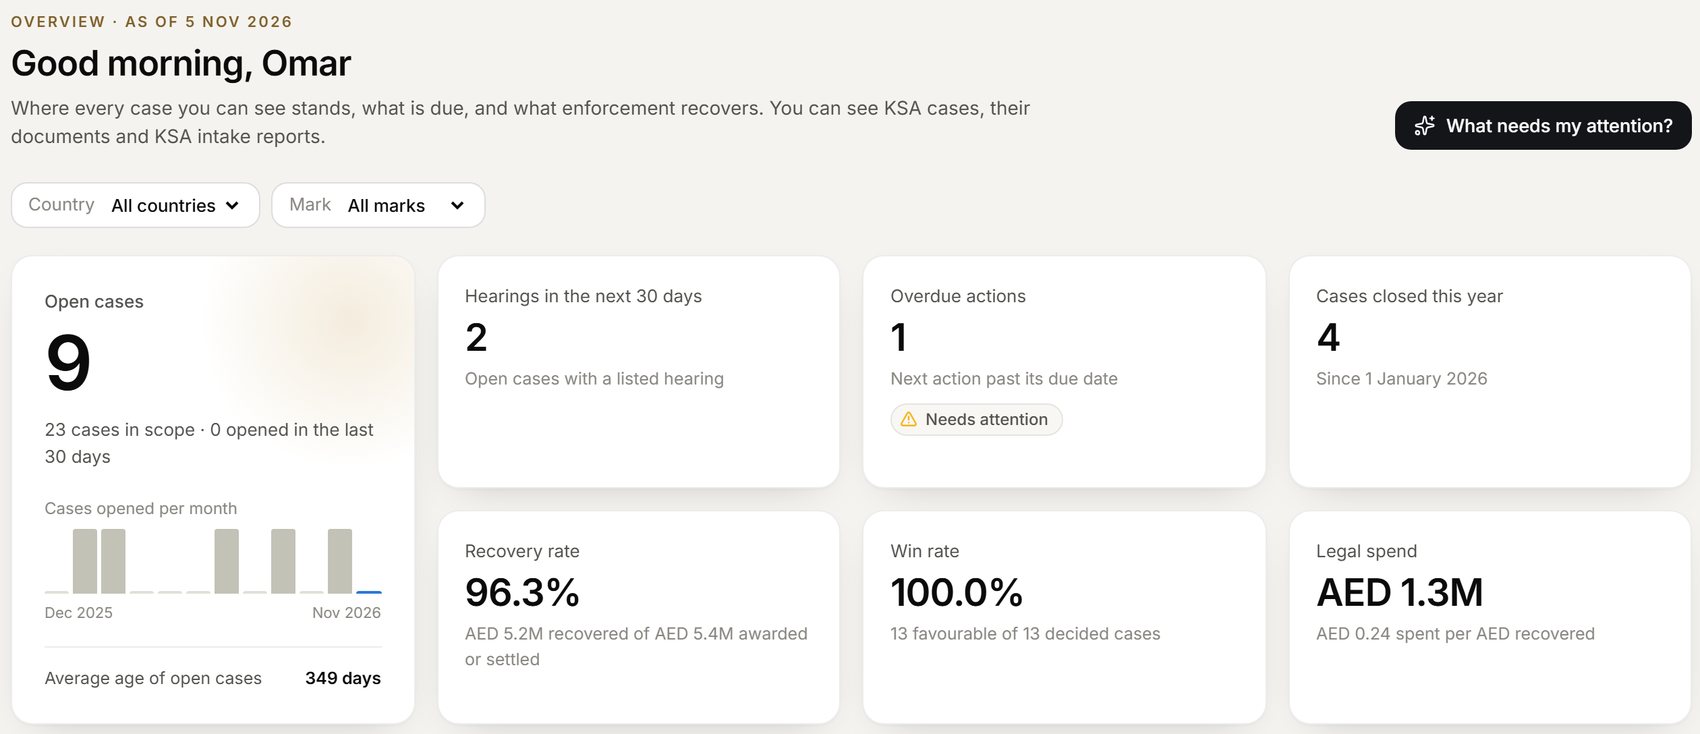 OVERVIEW · AS OF 5 NOV 2026
Good morning, Omar
Where every case you can see stands, what is due, and what enforcement recovers. You can see KSA cases, their
documents and KSA intake reports.
What needs my attention?
Country All countries
Mark All marks
Open cases
9
23 cases in scope · 0 opened in the last
30 days
Cases opened per month
Dec 2025
Nov 2026
Average age of open cases 349 days
Hearings in the next 30 days
2
Open cases with a listed hearing
Overdue actions
1
Next action past its due date
Needs attention
Cases closed this year
4
Since 1 January 2026
Recovery rate
96.3%
AED 5.2M recovered of AED 5.4M awarded
or settled
Win rate
100.0%
13 favourable of 13 decided cases
Legal spend
AED 1.3M
AED 0.24 spent per AED recovered